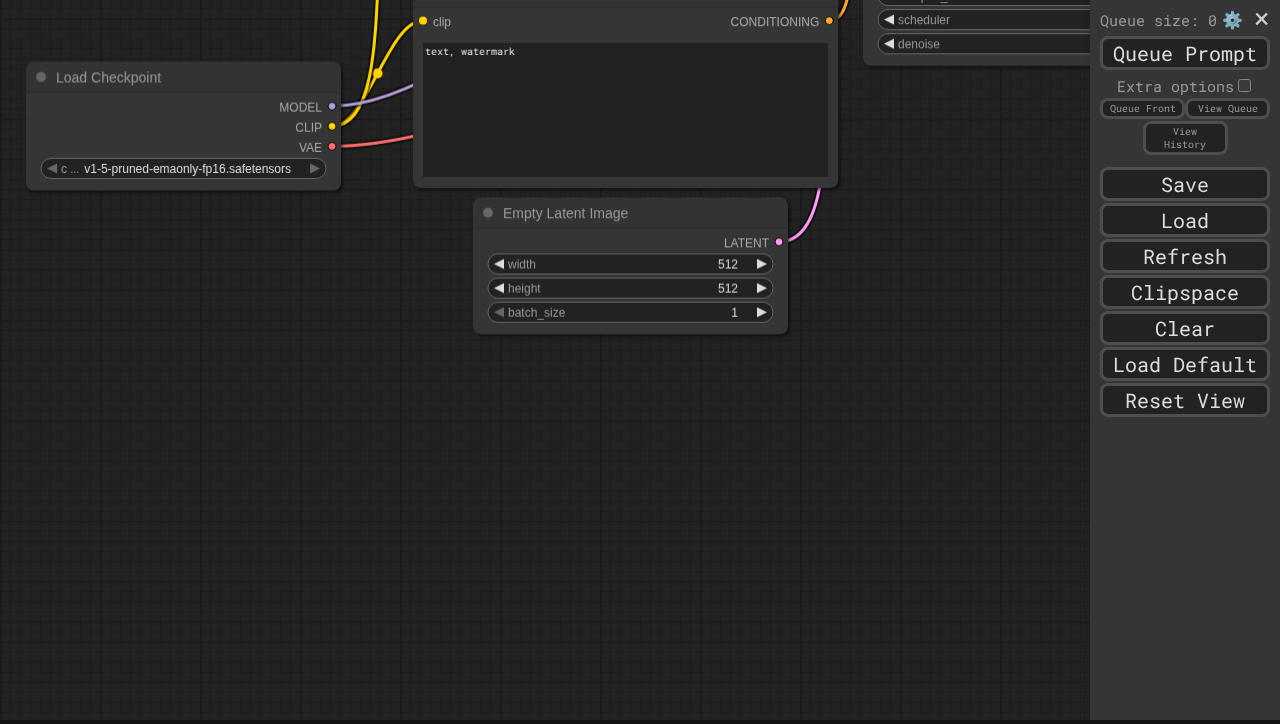 clip
CONDITIONING
text, watermark
scheduler
denoise
Load Checkpoint
MODEL
CLIP
VAE
c ... v1-5-pruned-emaonly-fp16.safetensors
Empty Latent Image
LATENT
width 512
height 512
batch_size 1
Queue size: 0
Queue Prompt
Extra options
Queue Front
View Queue
View
History
Save
Load
Refresh
Clipspace
Clear
Load Default
Reset View